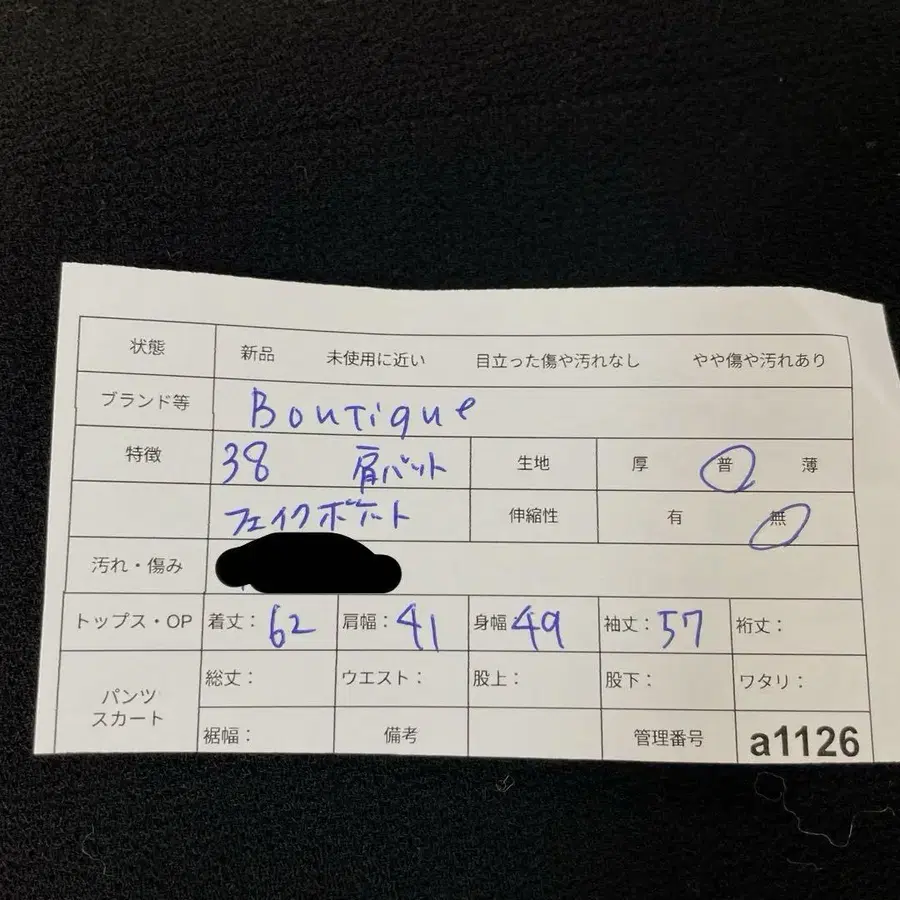 状態 新品 未使用に近い 目立った傷や汚れなし やや傷や汚れあり
ブランド等 Boutique
特徴 38 肩パット 生地 厚 普 薄
フェイクポケット 伸縮性 有 無
汚れ・傷み
トップス・OP 着丈: 62 肩幅: 41 身幅 49 袖丈: 57 裄丈:
パンツ スカート 総丈: ウエスト: 股上: 股下: ワタリ:
裾幅: 備考 管理番号 a1126